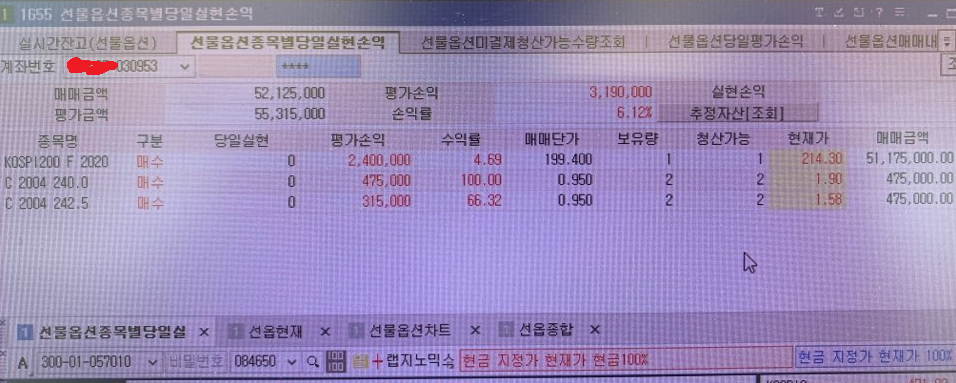 1 1655 선물옵션종목별당일실현손익
실시간잔고(선물옵션) 선물옵션종목별당일실현손익 선물옵션미결제청산가능수량조회 선물옵션당일평가손익 선물옵션매매내
계좌번호 030953 ****
매매금액 52,125,000 평가손익 3,190,000 실현손익
평가금액 55,315,000 손익률 6.12% 추정자산[조회]
종목명 구분 당일실현 평가손익 수익률 매매단가 보유량 청산가능 현재가 매매금액
KOSPI200 F 2020 매수 0 2,400,000 4.69 199.400 1 1 214.30 51,175,000.00
C 2004 240.0 매수 0 475,000 100.00 0.950 2 2 1.90 475,000.00
C 2004 242.5 매수 0 315,000 66.32 0.950 2 2 1.58 475,000.00
1 선물옵션종목별당일실 × 1 선옵현재 × 1 선물옵션차트 × 1 선옵종합 ×
A 300-01-057010 비밀번호 084650 100 100 +랩지노믹스 현금 지정가 현재가 현금100% 현금 지정가 현재가 100%